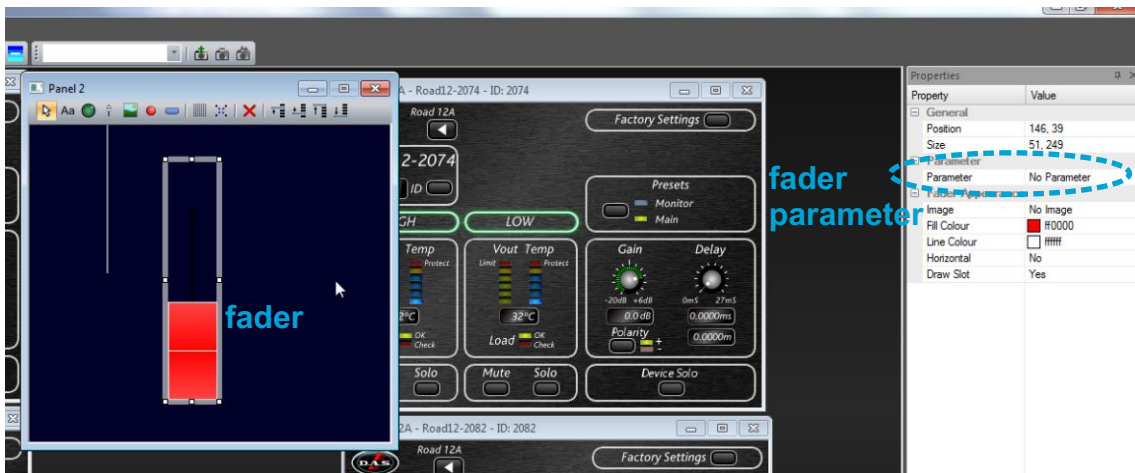 Panel 2
Aa
A - Road12-2074 - ID: 2074
Road 12A
Factory Settings
2-2074
ID
GH
LOW
Presets
Monitor
Main
Temp
Protect
Vout Temp
Limit
Protect
Gain
Delay
-20dB +6dB
0mS 27mS
2°C
32°C
0.0 dB
0.0000ms
OK
Check
Load
OK
Check
Polarity
+
-
0.0000m
Solo
Mute Solo
Device Solo
2A - Road12-2082 - ID: 2082
Road 12A
DAS
Factory Settings
fader
fader
parameter
Properties
Property Value
General
Position 146, 39
Size 51, 249
Parameter
Parameter No Parameter
Fader Appearanc
Image No Image
Fill Colour ff0000
Line Colour ffffff
Horizontal No
Draw Slot Yes